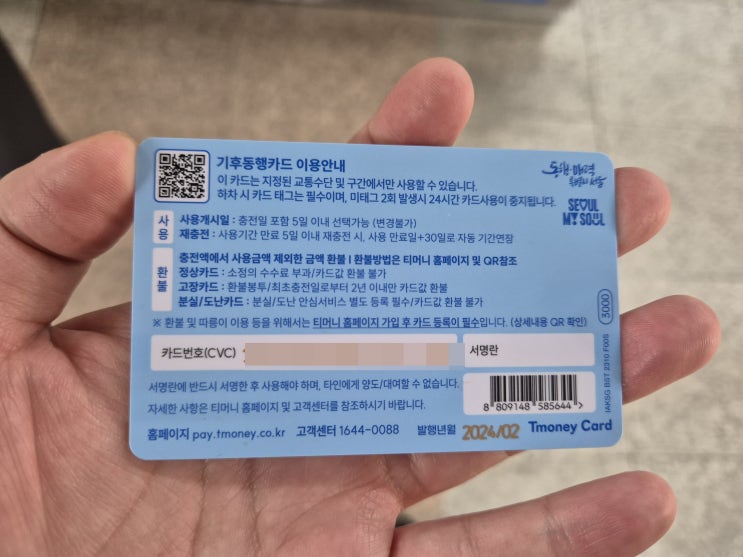 기후동행카드 이용안내
이 카드는 지정된 교통수단 및 구간에서만 사용할 수 있습니다.
하차 시 카드 태그는 필수이며, 미태그 2회 발생시 24시간 카드사용이 중지됩니다.
동행·매력
특별시 서울
SEOUL
MY SOUL
사용
사용개시일 : 충전일 포함 5일 이내 선택가능 (변경불가)
재충전 : 사용기간 만료 5일 이내 재충전 시, 사용 만료일+30일로 자동 기간연장
환불
충전액에서 사용금액 제외한 금액 환불 I 환불방법은 티머니 홈페이지 및 QR참조
정상카드 : 소정의 수수료 부과/카드값 환불 불가
고장카드 : 환불봉투/최초충전일로부터 2년 이내만 카드값 환불
분실/도난카드 : 분실/도난 안심서비스 별도 등록 필수/카드값 환불 불가
※ 환불 및 따릉이 이용 등을 위해서는 티머니 홈페이지 가입 후 카드 등록이 필수입니다. (상세내용 QR 확인)
3000
카드번호(CVC)
서명란
서명란에 반드시 서명한 후 사용해야 하며, 타인에게 양도/대여할 수 없습니다.
자세한 사항은 티머니 홈페이지 및 고객센터를 참조하시기 바랍니다.
8 809148 585644 >
홈페이지 pay.tmoney.co.kr 고객센터 1644-0088 발행년월 2024/02 Tmoney Card